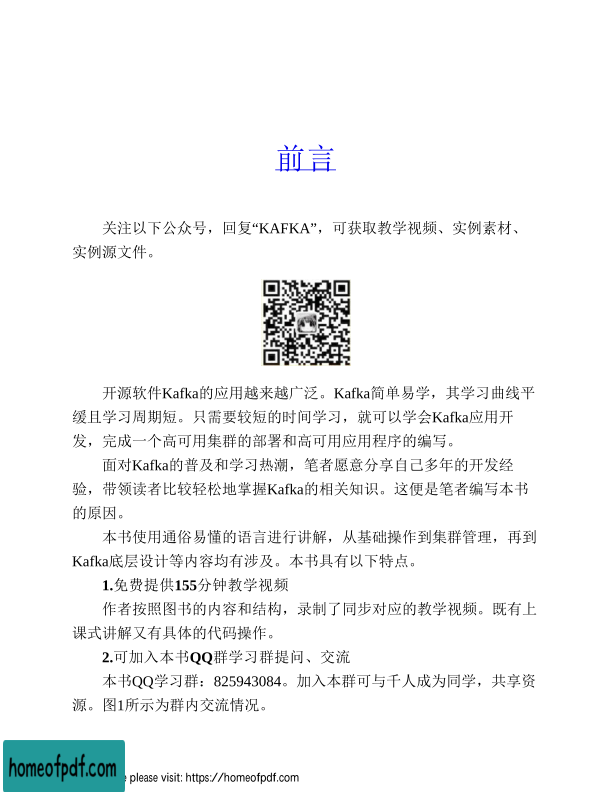 前言
关注以下公众号，回复“KAFKA”，可获取教学视频、实例素材、
实例源文件。
开源软件Kafka的应用越来越广泛。Kafka简单易学，其学习曲线平
缓且学习周期短。只需要较短的时间学习，就可以学会Kafka应用开
发，完成一个高可用集群的部署和高可用应用程序的编写。
面对Kafka的普及和学习热潮，笔者愿意分享自己多年的开发经
验，带领读者比较轻松地掌握Kafka的相关知识。这便是笔者编写本书
的原因。
本书使用通俗易懂的语言进行讲解，从基础操作到集群管理，再到
Kafka底层设计等内容均有涉及。本书具有以下特点。
1.免费提供155分钟教学视频
作者按照图书的内容和结构，录制了同步对应的教学视频。既有上
课式讲解又有具体的代码操作。
2.可加入本书QQ群学习群提问、交流
本书QQ学习群：825943084。加入本群可与千人成为同学，共享资
源。图1所示为群内交流情况。
homeofpdf.com
e please visit: https://homeofpdf.com